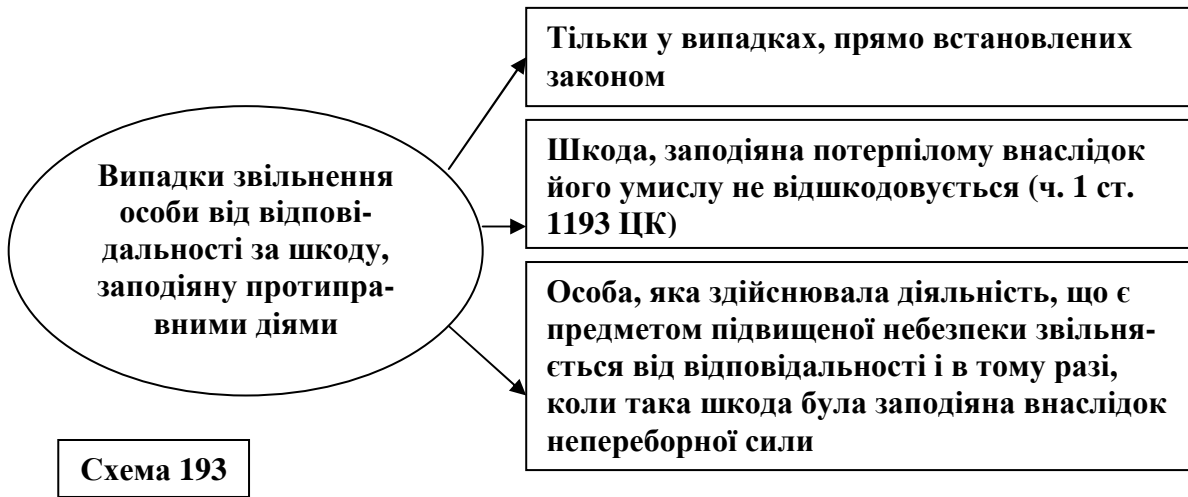 Випадки звільнення
особи від відпові-
дальності за шкоду,
заподіяну протипра-
вними діями
Тільки у випадках, прямо встановлених
законом
Шкода, заподіяна потерпілому внаслідок
його умислу не відшкодовується (ч. 1 ст.
1193 ЦК)
Особа, яка здійснювала діяльність, що є
предметом підвищеної небезпеки звільня-
ється від відповідальності і в тому разі,
коли така шкода була заподіяна внаслідок
непереборної сили
Схема 193